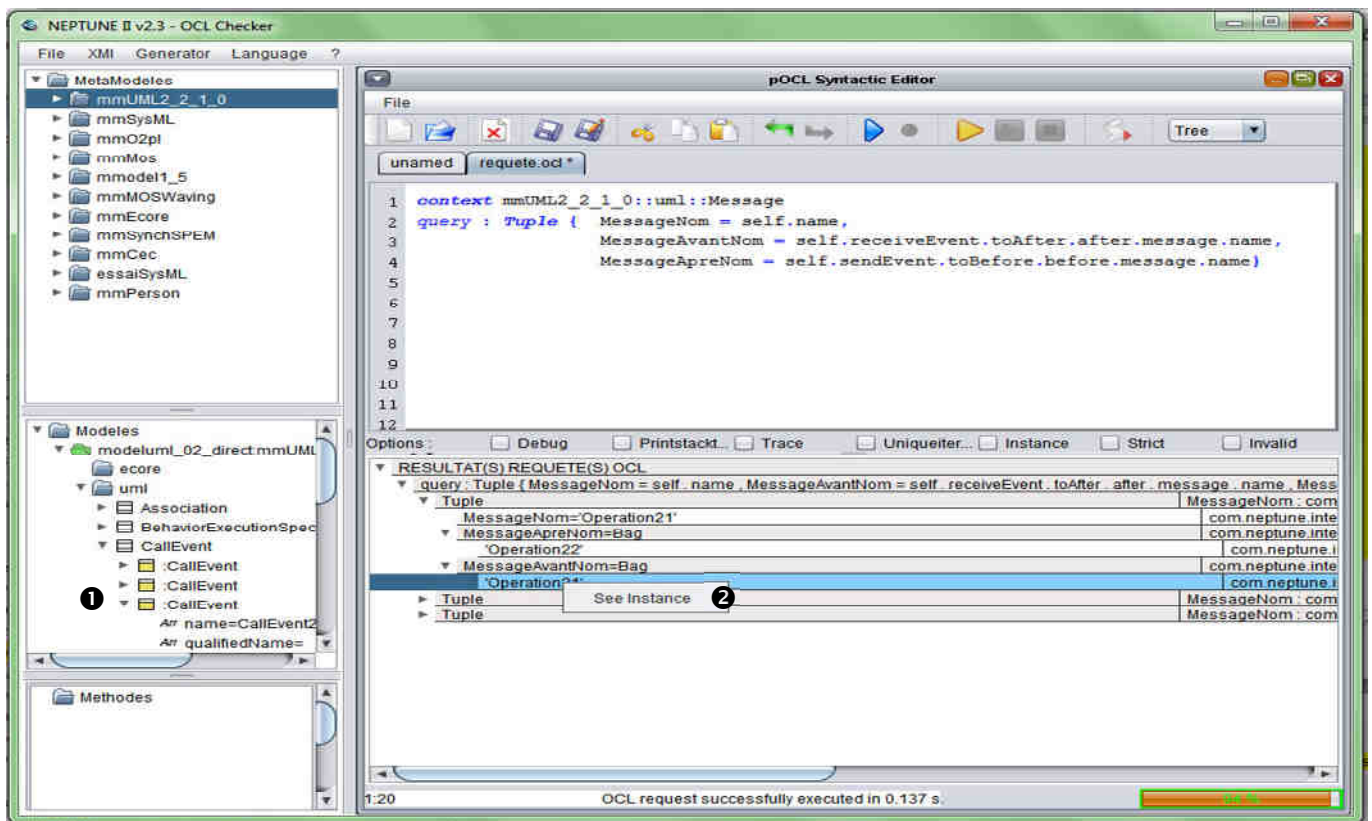 NEPTUNE II v2.3 - OCL Checker
File XMI Generator Language ?
MetaModeles
mmUML2_2_1_0
mmSysML
mmO2pl
mmMos
mmodel1_5
mmMOSWaving
mmEcore
mmSynchSPEM
mmCec
essaiSysML
mmPerson
Modeles
modeluml_02_direct:mmUML
ecore
uml
Association
BehaviorExecutionSpec
CallEvent
:CallEvent
:CallEvent
❶ :CallEvent
Attr name=CallEvent2
Attr qualifiedName=
Methodes
pOCL Syntactic Editor
File
Tree
unamed requete.ocl *
1 context mmUML2_2_1_0::uml::Message
2 query : Tuple { MessageNom = self.name,
3 MessageAvantNom = self.receiveEvent.toAfter.after.message.name,
4 MessageApreNom = self.sendEvent.toBefore.before.message.name}
5
6
7
8
9
10
11
12
Options : Debug Printstackt... Trace Uniqueiter... Instance Strict Invalid
RESULTAT(S) REQUETE(S) OCL
query : Tuple { MessageNom = self . name , MessageAvantNom = self . receiveEvent . toAfter . after . message . name , Mess
Tuple MessageNom : com
MessageNom='Operation21' com.neptune.inte
MessageApreNom=Bag com.neptune.inte
'Operation22' com.neptune.i
MessageAvantNom=Bag com.neptune.inte
'Operation21' com.neptune.i
See Instance ❷
Tuple MessageNom : com
Tuple MessageNom : com
1:20 OCL request successfully executed in 0.137 s.